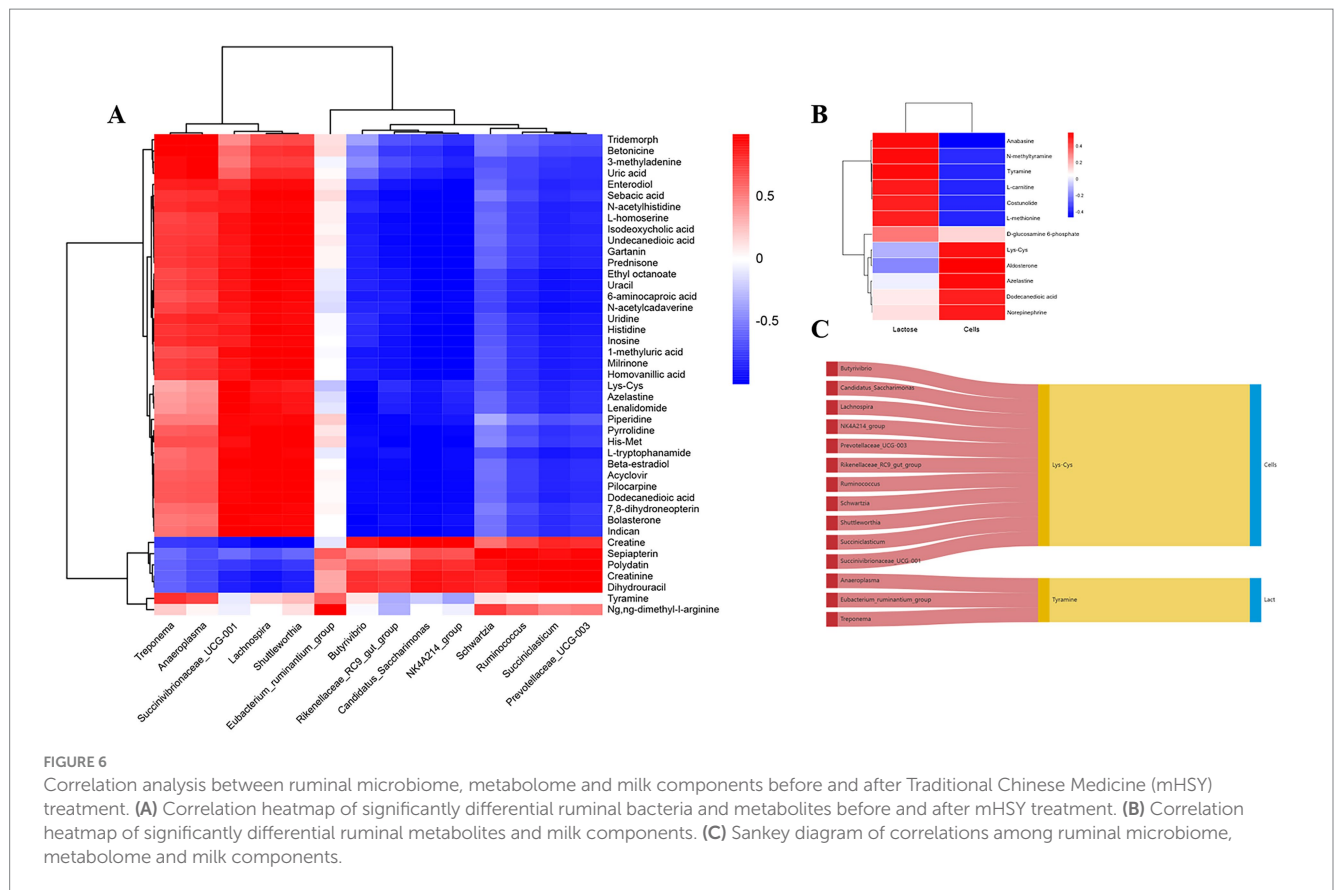 A
Tridemorph
Betonicine
3-methyladenine
Uric acid
Enterodiol
Sebacic acid
N-acetylhistidine
L-homoserine
Isodeoxycholic acid
Undecanedioic acid
Gartanin
Prednisone
Ethyl octanoate
Uracil
6-aminocaproic acid
N-acetylcadaverine
Uridine
Histidine
Inosine
1-methyluric acid
Milrinone
Homovanillic acid
Lys-Cys
Azelastine
Lenalidomide
Piperidine
Pyrrolidine
His-Met
L-tryptophanamide
Beta-estradiol
Acyclovir
Pilocarpine
Dodecanedioic acid
7,8-dihydroneopterin
Bolasterone
Indican
Creatine
Sepiapterin
Polydatin
Creatinine
Dihydrouracil
Tyramine
Ng,ng-dimethyl-l-arginine
Treponema
Anaeroplasma
Succinivibrionaceae_UCG-001
Lachnospira
Shuttleworthia
Eubacterium_ruminantium_group
Butyrivibrio
Rikenellaceae_RC9_gut_group
Candidatus_Saccharimonas
NK4A214_group
Schwartzia
Ruminococcus
Succiniclasticum
Prevotellaceae_UCG-003
0.5
0
-0.5
B
Anabasine
N-methyltyramine
Tyramine
L-carnitine
Costunolide
L-methionine
D-glucosamine 6-phosphate
Lys-Cys
Aldosterone
Azelastine
Dodecanedioic acid
Norepinephrine
Lactose
Cells
0.4
0.2
0
-0.2
-0.4
C
Butyrivibrio
Candidatus_Saccharimonas
Lachnospira
NK4A214_group
Prevotellaceae_UCG-003
Rikenellaceae_RC9_gut_group
Ruminococcus
Schwartzia
Shuttleworthia
Succiniclasticum
Succinivibrionaceae_UCG-001
Anaeroplasma
Eubacterium_ruminantium_group
Treponema
Lys-Cys
Tyramine
Cells
Lact
FIGURE 6
Correlation analysis between ruminal microbiome, metabolome and milk components before and after Traditional Chinese Medicine (mHSY)
treatment. (A) Correlation heatmap of significantly differential ruminal bacteria and metabolites before and after mHSY treatment. (B) Correlation
heatmap of significantly differential ruminal metabolites and milk components. (C) Sankey diagram of correlations among ruminal microbiome,
metabolome and milk components.